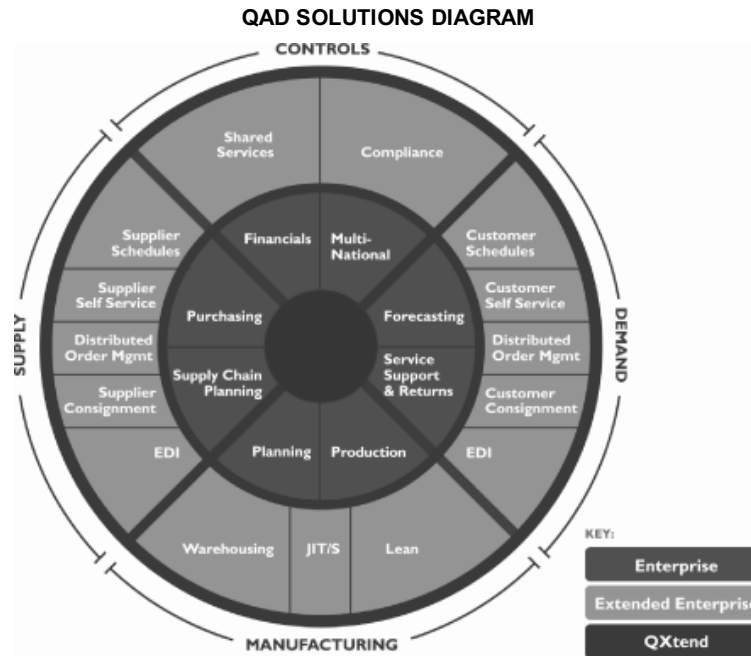 QAD SOLUTIONS DIAGRAM
CONTROLS
Shared
Services
Compliance
Supplier
Schedules
Financials
Multi-
National
Customer
Schedules
Supplier
Self Service
Customer
Self Service
Purchasing
Forecasting
SUPPLY
DEMAND
Distributed
Order Mgmt
Distributed
Order Mgmt
Supply Chain
Planning
Service
Support
& Returns
Supplier
Consignment
Customer
Consignment
EDI
Planning
Production
EDI
Warehousing
JIT/S
Lean
MANUFACTURING
KEY:
Enterprise
Extended Enterprise
QXtend